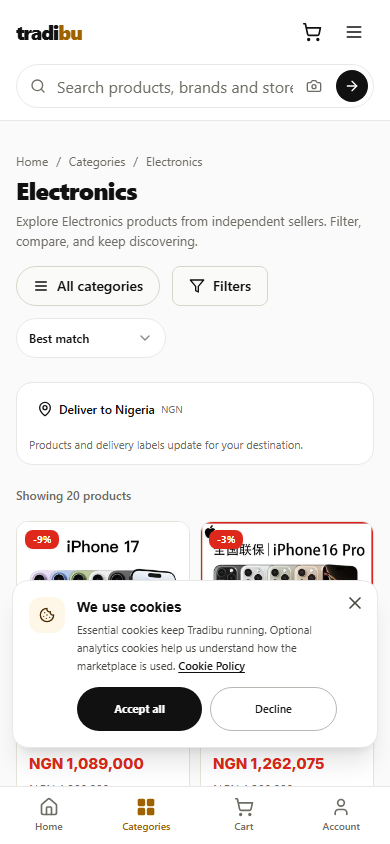 tradibu
Search products, brands and store
Home / Categories / Electronics
Electronics
Explore Electronics products from independent sellers. Filter,
compare, and keep discovering.
All categories
Filters
Best match
Deliver to Nigeria NGN
Products and delivery labels update for your destination.
Showing 20 products
-9%
iPhone 17
-3%
全国联保 | iPhone16 Pro
We use cookies
Essential cookies keep Tradibu running. Optional
analytics cookies help us understand how the
marketplace is used. Cookie Policy
Accept all
Decline
NGN 1,089,000
NGN 1,262,075
Home
Categories
Cart
Account